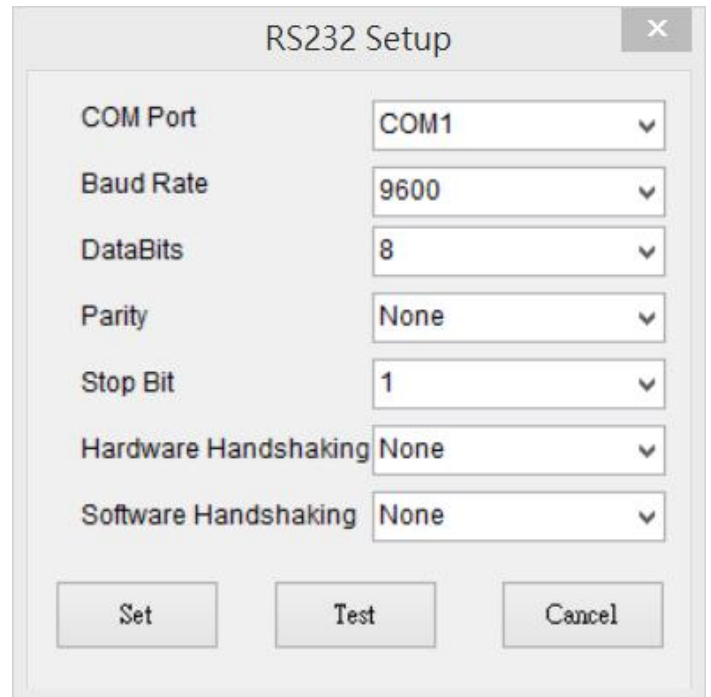 RS232 Setup
COM Port COM1
Baud Rate 9600
DataBits 8
Parity None
Stop Bit 1
Hardware Handshaking None
Software Handshaking None
Set Test Cancel